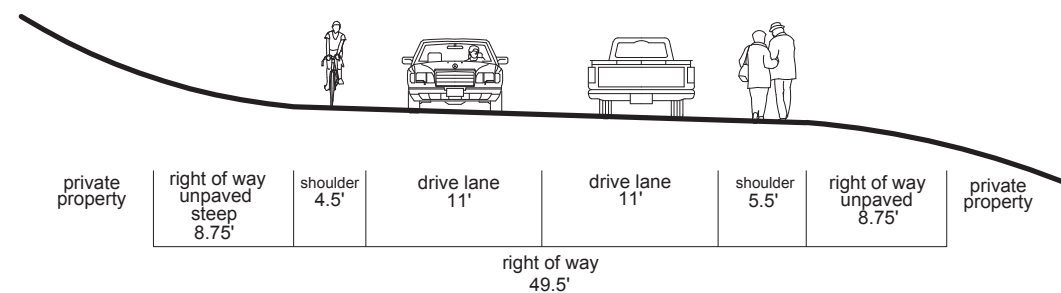 private
property
right of way
unpaved
steep
8.75'
shoulder
4.5'
drive lane
11'
drive lane
11'
shoulder
5.5'
right of way
unpaved
8.75'
private
property
right of way
49.5'